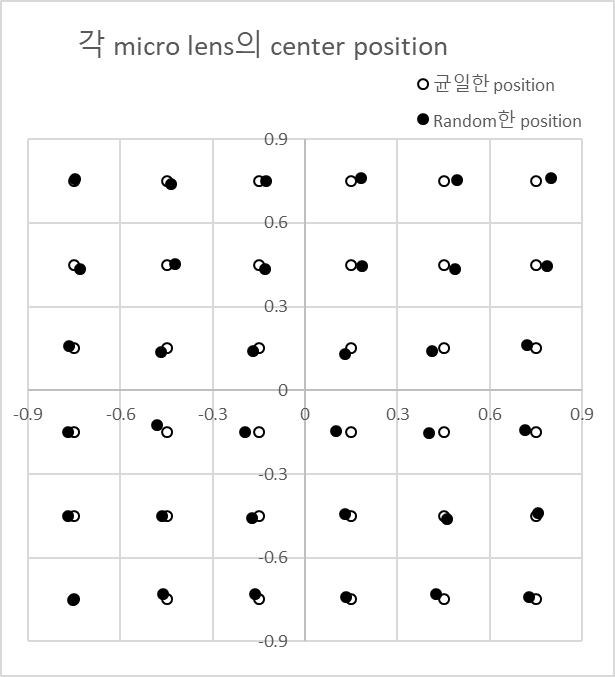 각 micro lens의 center position
균일한 position
Random한 position
0.9
0.6
0.3
0
-0.9 -0.6 -0.3 0 0.3 0.6 0.9
-0.3
-0.6
-0.9